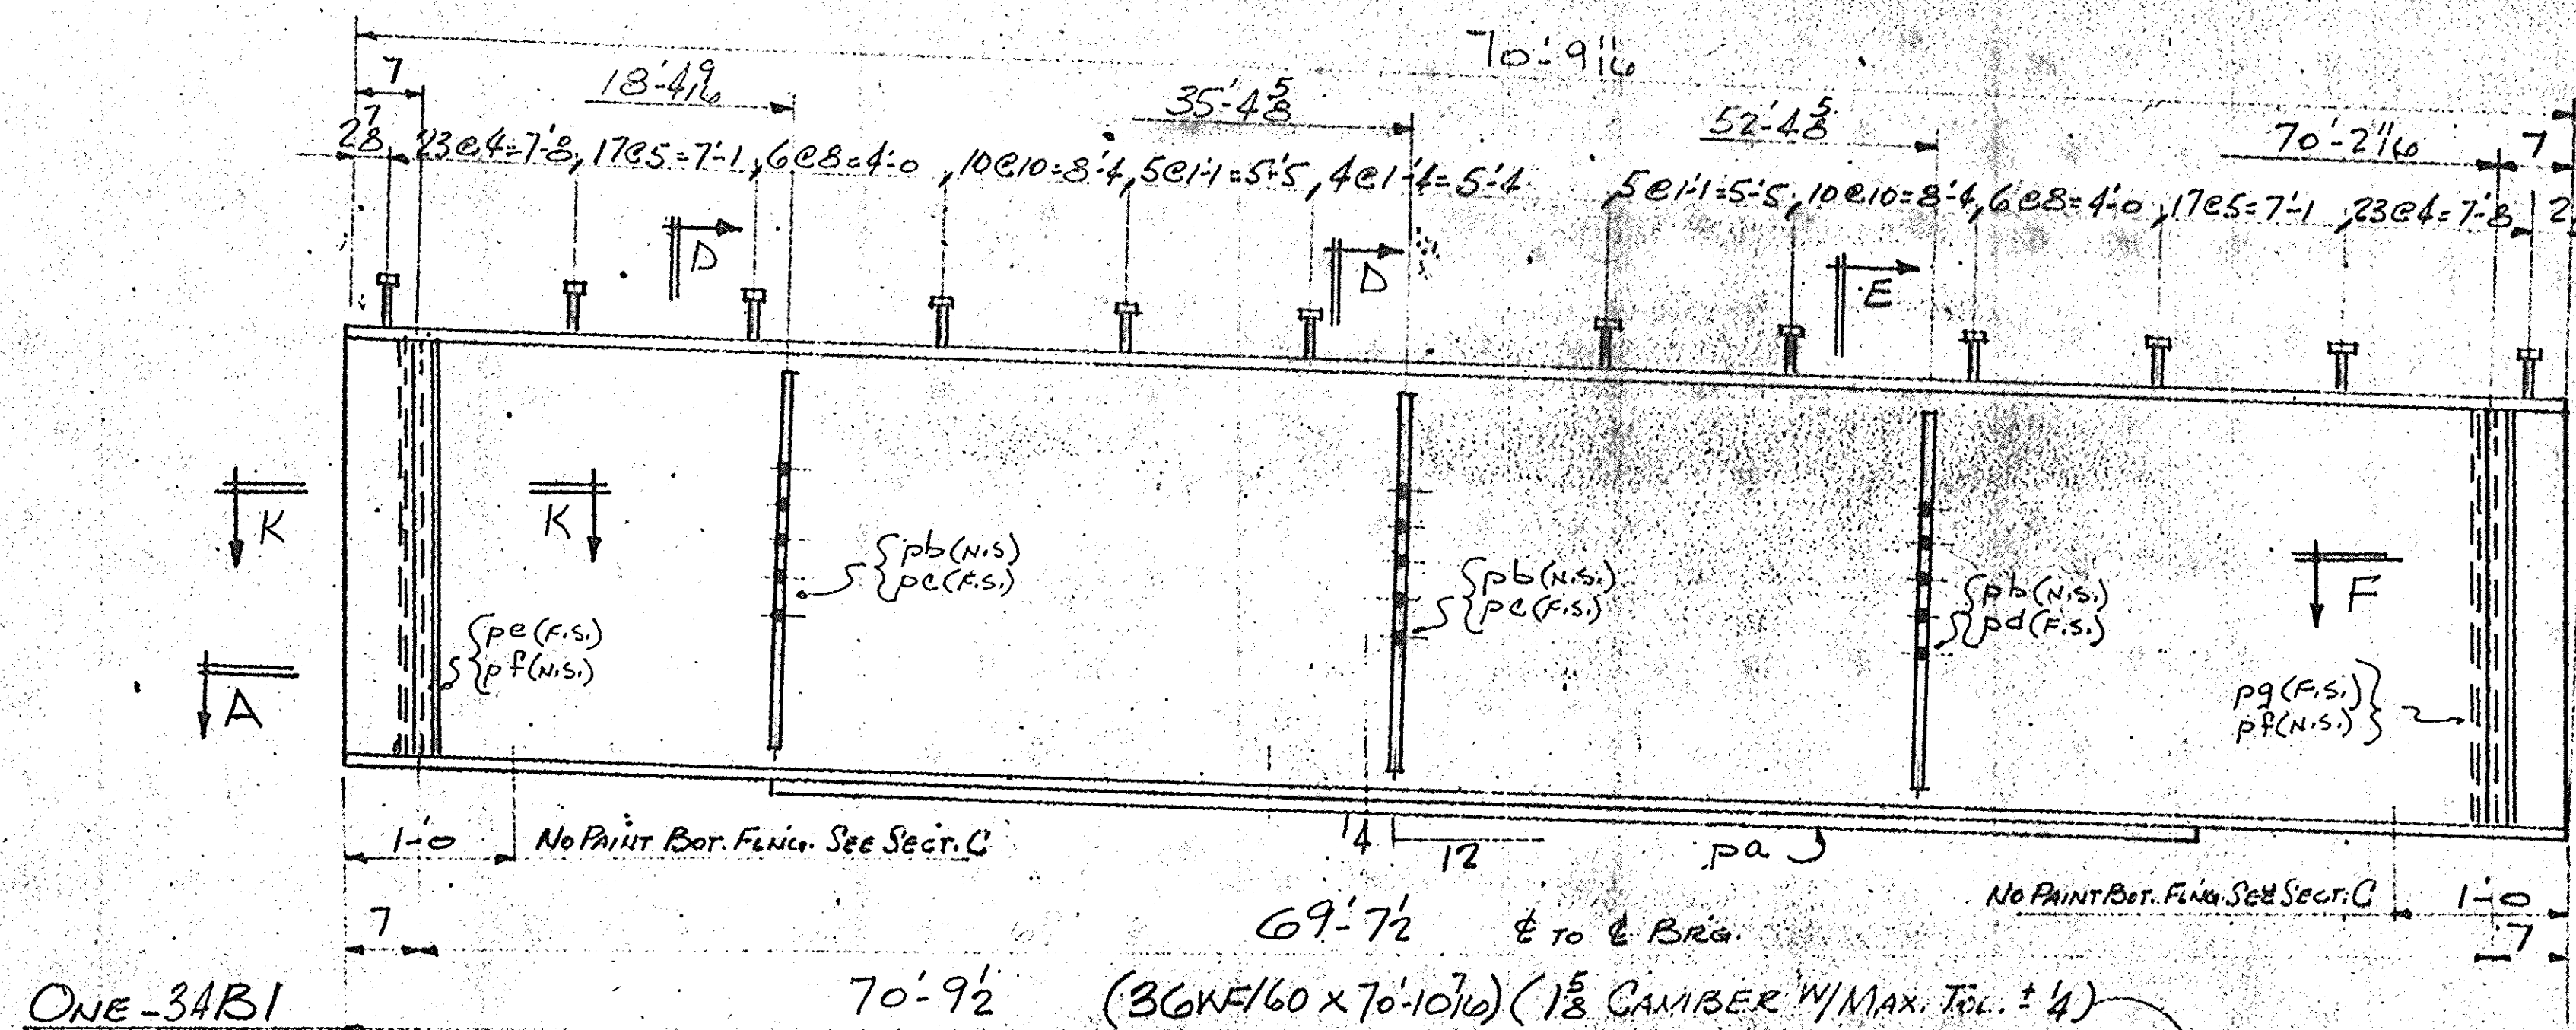 70'-9 11/16
7 18'-4 9/16 35'-4 5/8 52'-4 5/8 70'-2 11/16 7
2 7/8 23@4=7'-8, 17@5=7'-1, 6@8=4'-0, 10@10=8'-4, 5@1'-1=5'-5, 4@1'-4=5'-4 5@1'-1=5'-5, 10@10=8'-4, 6@8=4'-0, 17@5=7'-1, 23@4=7'-8 2
D D E
K K F
pb(N.S)
pc(F.S.)
pb(N.S.)
pc(F.S.)
pb(N.S.)
pd(F.S.)
pe(F.S.)
pf(N.S.)
A
pg(F.S.)
pf(N.S.)
1'-0 NO PAINT BOT. FLNG. SEE SECT. C
1/4 12 pa
NO PAINT BOT. FLNG. SEE SECT. C 1'-0
7 69'-7 1/2 ℄ TO ℄ BRG. 7
ONE-34B1 70'-9 1/2 (36WF160 x 70'-10 7/16) (1 5/8 CAMBER W/MAX. TOL. ± 1/4)